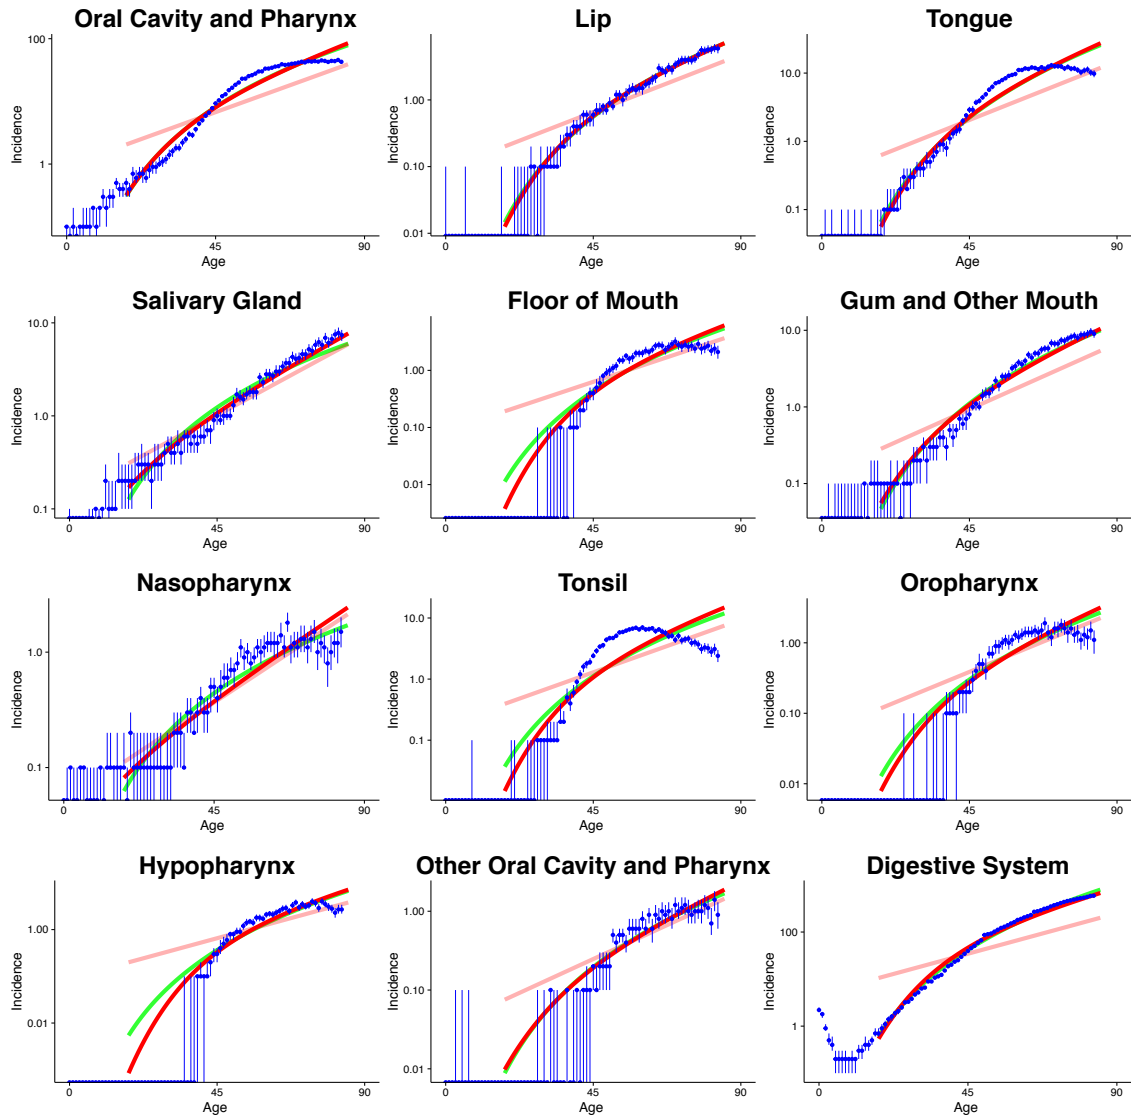 Oral Cavity and Pharynx
Lip
Tongue
Incidence
100
1
0
45
90
Age
Incidence
1.00
0.10
0.01
0
45
90
Age
Incidence
10.0
1.0
0.1
0
45
90
Age
Salivary Gland
Floor of Mouth
Gum and Other Mouth
Incidence
10.0
1.0
0.1
0
45
90
Age
Incidence
1.00
0.10
0.01
0
45
90
Age
Incidence
10.0
1.0
0.1
0
45
90
Age
Nasopharynx
Tonsil
Oropharynx
Incidence
1.0
0.1
0
45
90
Age
Incidence
10.0
1.0
0.1
0
45
90
Age
Incidence
1.00
0.10
0.01
0
45
90
Age
Hypopharynx
Other Oral Cavity and Pharynx
Digestive System
Incidence
1.00
0.01
0
45
90
Age
Incidence
1.00
0.10
0.01
0
45
90
Age
Incidence
100
1
0
45
90
Age